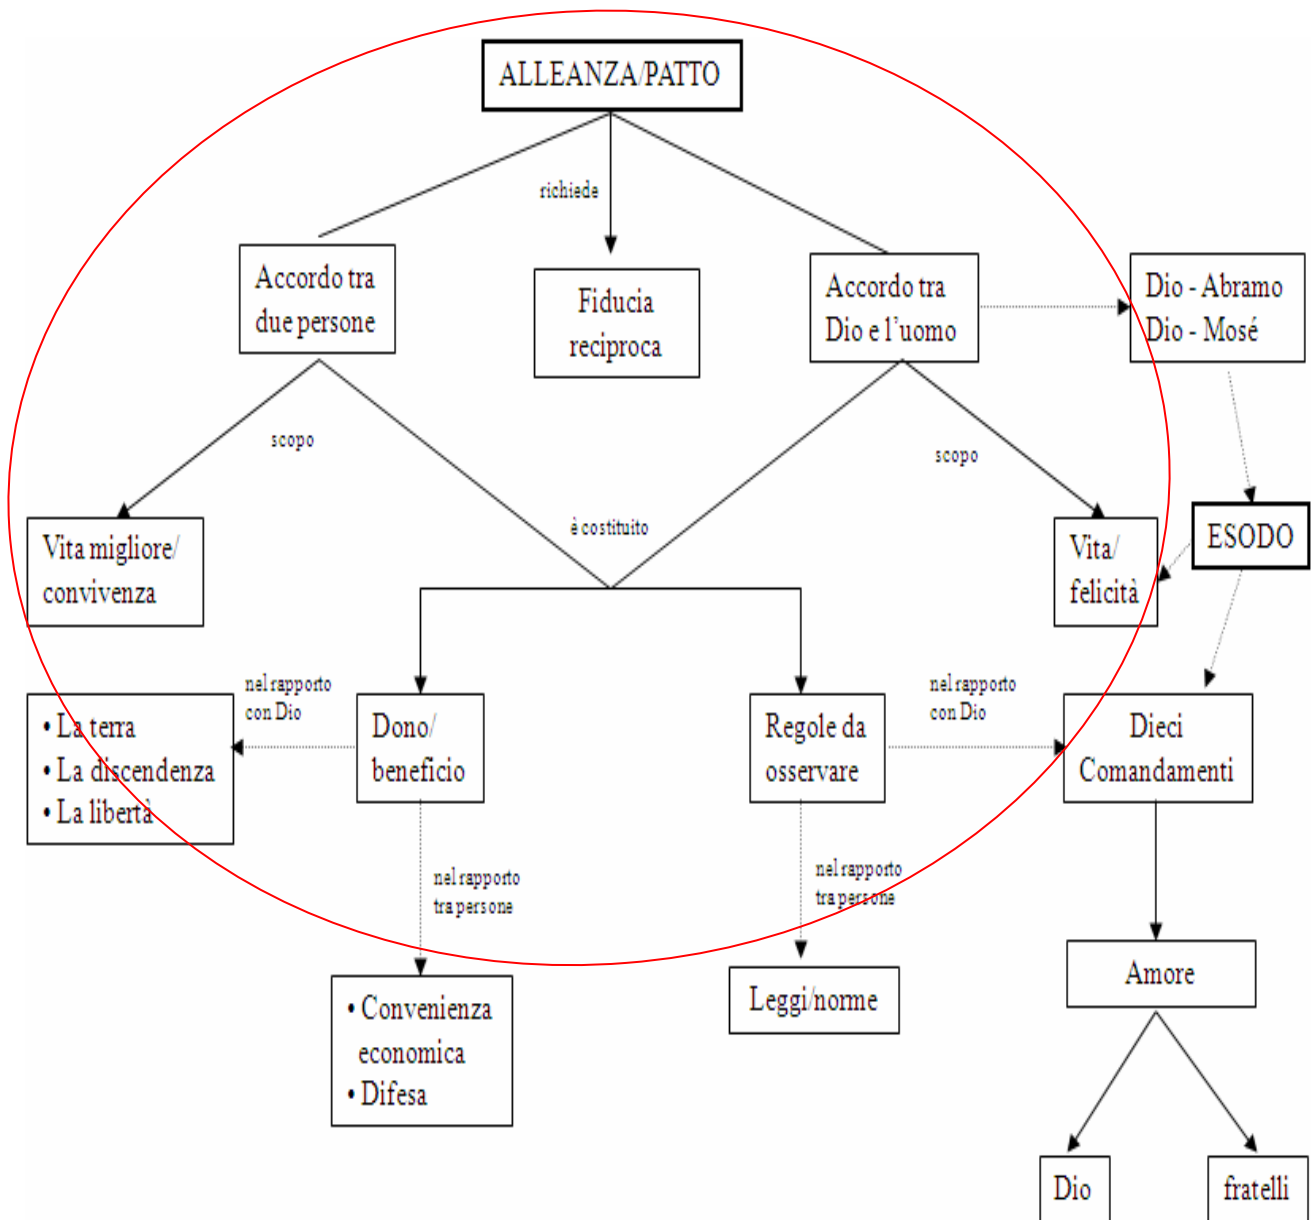 ALLEANZA/PATTO
richiede
Accordo tra
due persone
Fiducia
reciproca
Accordo tra
Dio e l’uomo
Dio - Abramo
Dio - Mosé
scopo
scopo
è costituito
Vita migliore/
convivenza
Vita/
felicità
ESODO
nel rapporto
con Dio
nel rapporto
con Dio
• La terra
• La discendenza
• La libertà
Dono/
beneficio
Regole da
osservare
Dieci
Comandamenti
nel rapporto
tra persone
nel rapporto
tra persone
• Convenienza
economica
• Difesa
Leggi/norme
Amore
Dio
fratelli